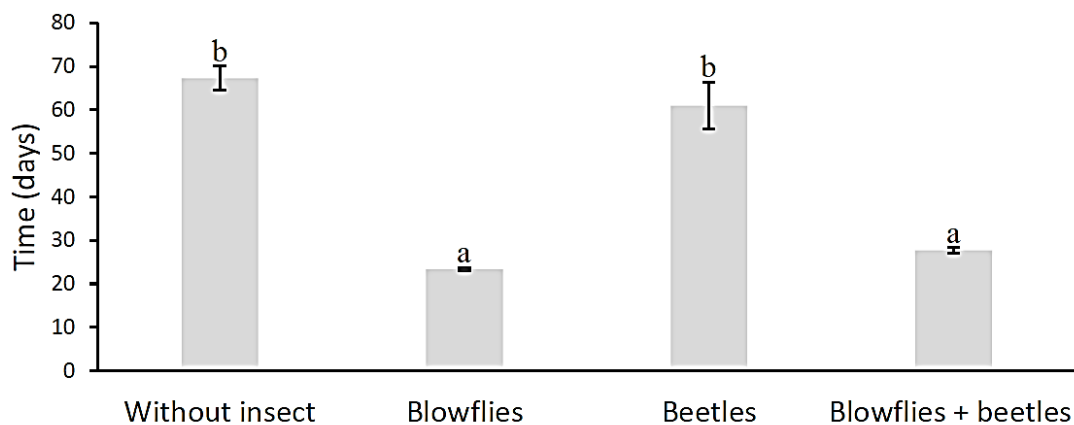 80
70
60
50
40
30
20
10
0
Time (days)
b
a
b
a
Without insect
Blowflies
Beetles
Blowflies + beetles